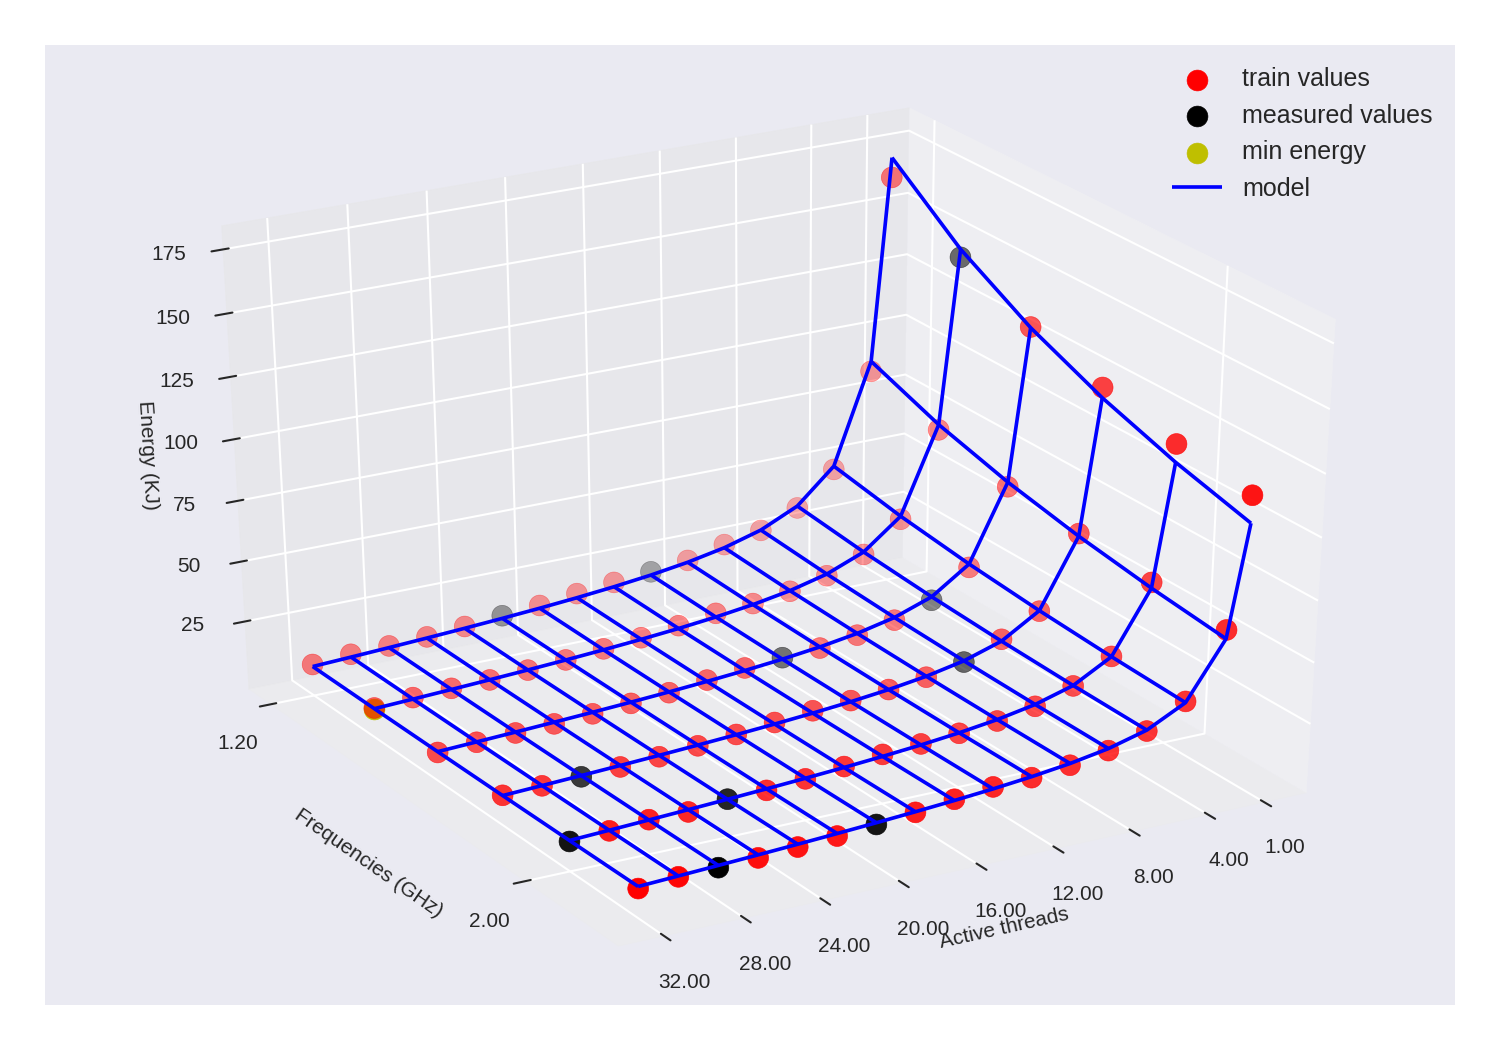 train values
measured values
min energy
model
175
150
125
100
75
50
25
Energy (KJ)
1.20
2.00
Frequencies (GHz)
32.00
28.00
24.00
20.00
16.00
12.00
8.00
4.00
1.00
Active threads